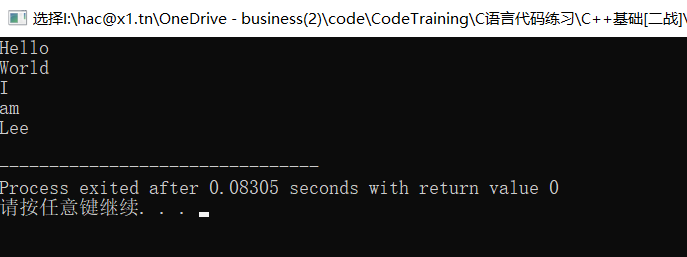 选择I:\hac@x1.tn\OneDrive - business(2)\code\CodeTraining\C语言代码练习\C++基础[二战]\
Hello
World
I
am
Lee
--------------------------------
Process exited after 0.08305 seconds with return value 0
请按任意键继续. . .